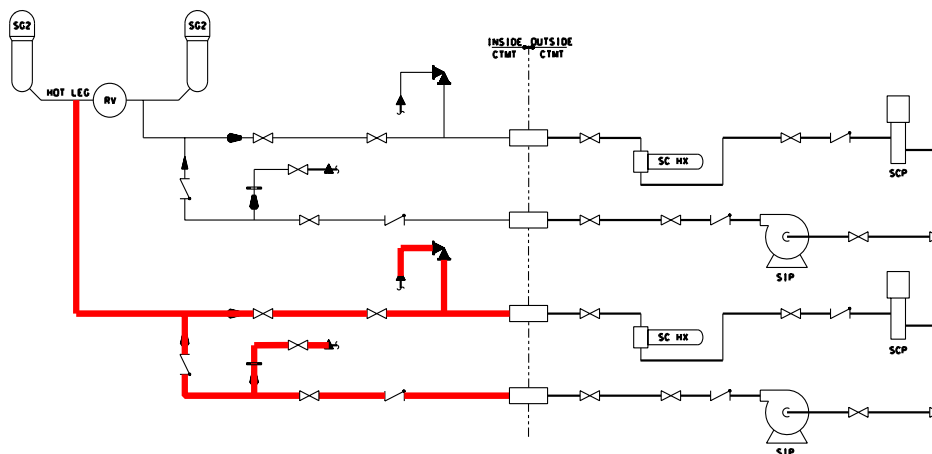 SG2
SG2
HOT LEG
RV
INSIDE OUTSIDE
CTMT CTMT
SC HX
SCP
SIP
SC HX
SCP
SIP